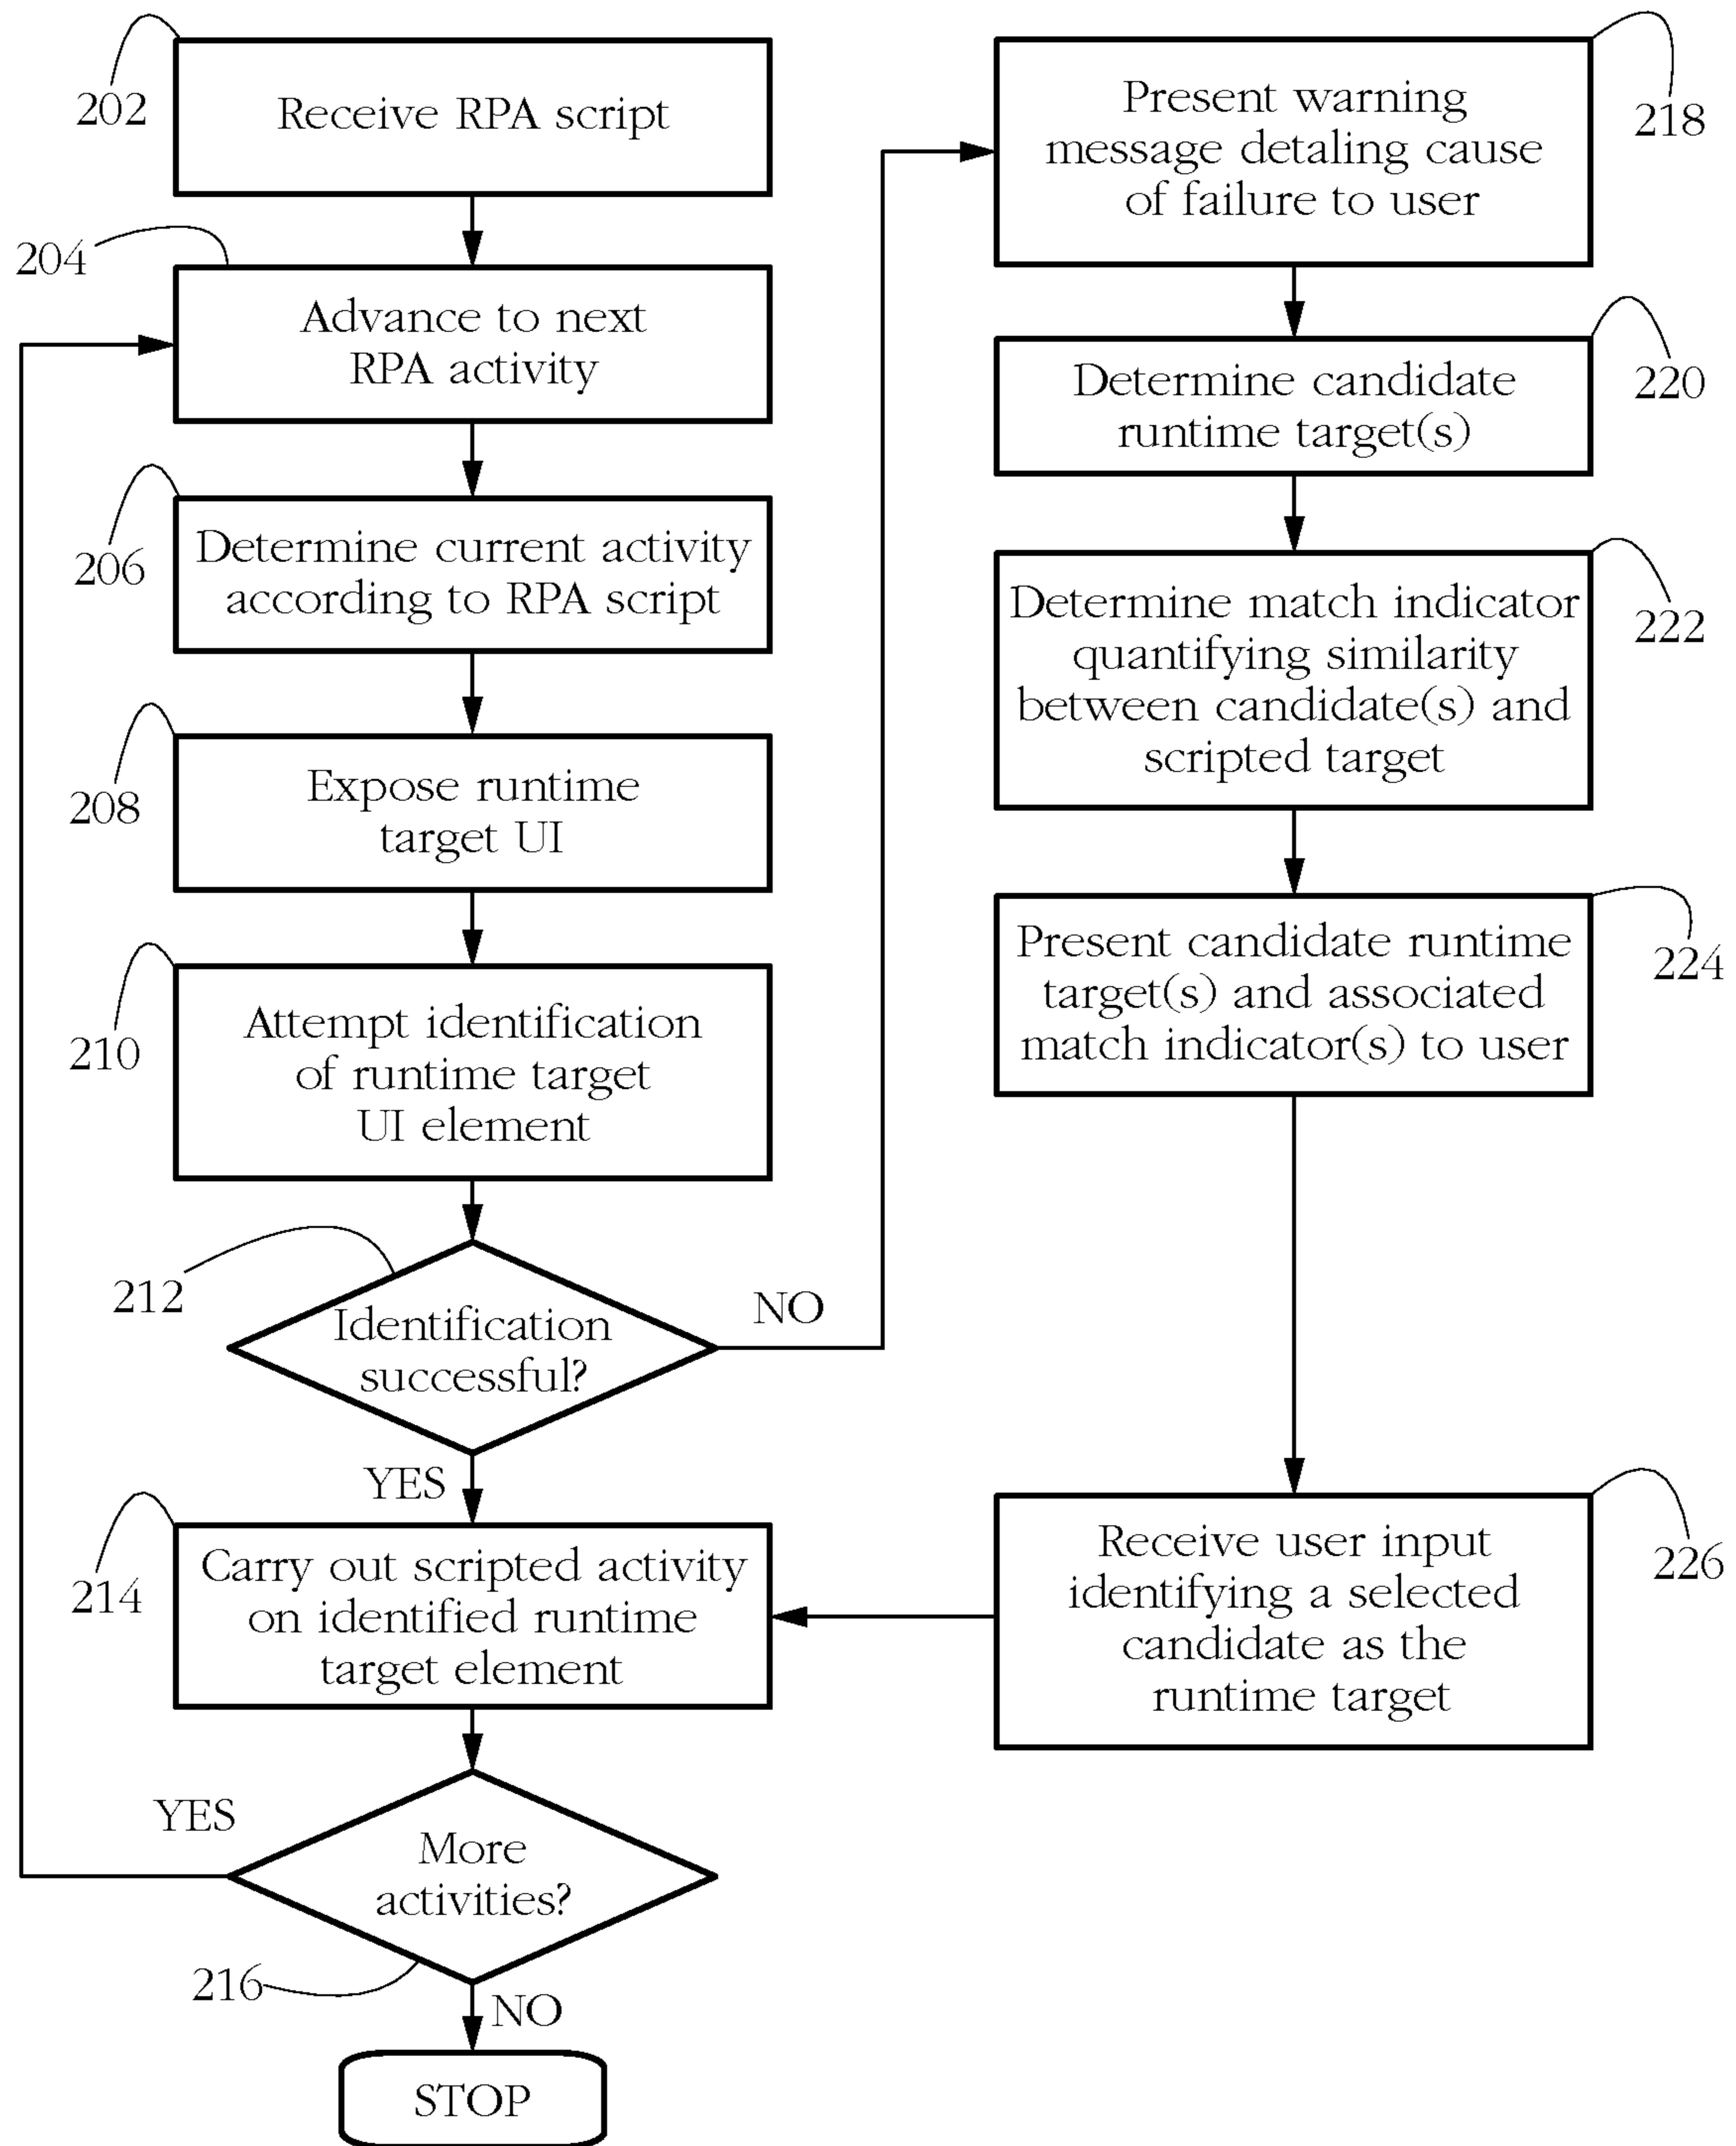 202
Receive RPA script
204
Advance to next
RPA activity
206
Determine current activity
according to RPA script
208
Expose runtime
target UI
210
Attempt identification
of runtime target
UI element
212
Identification
successful?
NO
YES
214
Carry out scripted activity
on identified runtime
target element
YES
More
activities?
216
NO
STOP
218
Present warning
message detaling cause
of failure to user
220
Determine candidate
runtime target(s)
222
Determine match indicator
quantifying similarity
between candidate(s) and
scripted target
224
Present candidate runtime
target(s) and associated
match indicator(s) to user
226
Receive user input
identifying a selected
candidate as the
runtime target